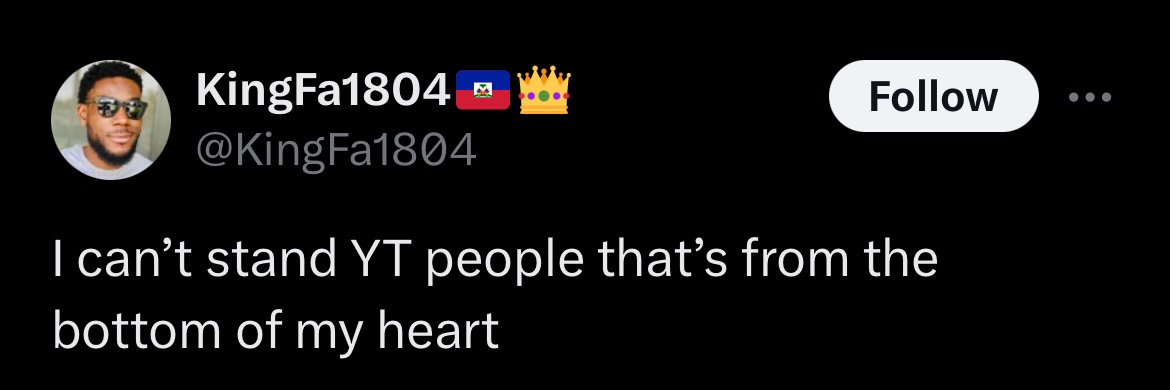 KingFa1804🇭🇹👑
Follow
@KingFa1804
I can’t stand YT people that’s from the
bottom of my heart